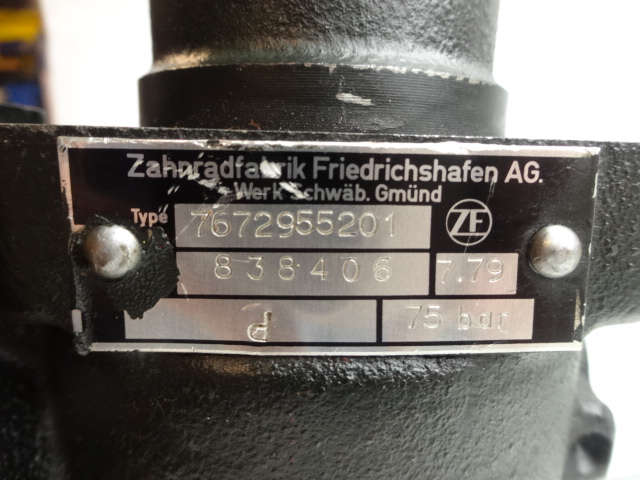 Zahnradfabrik Friedrichshafen AG.
Werk Schwäb. Gmünd
Type 7672955201 ZF
838406 7.79
d 75 bar